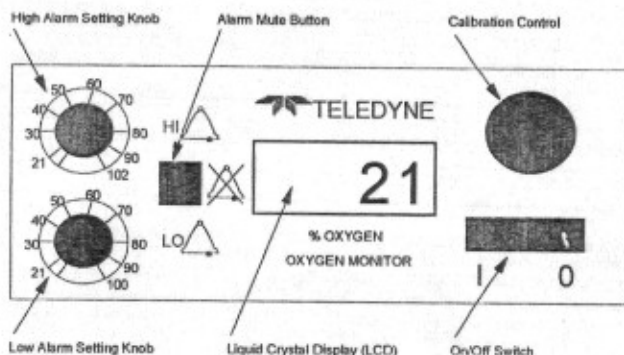 High Alarm Setting Knob
Alarm Mute Button
Calibration Control
50 60 70 80 90 102 21 30 40
HI
TELEDYNE
21
50 60 70 80 90 100 21 30 40
LO
% OXYGEN
OXYGEN MONITOR
I 0
Low Alarm Setting Knob
Liquid Crystal Display (LCD)
On/Off Switch